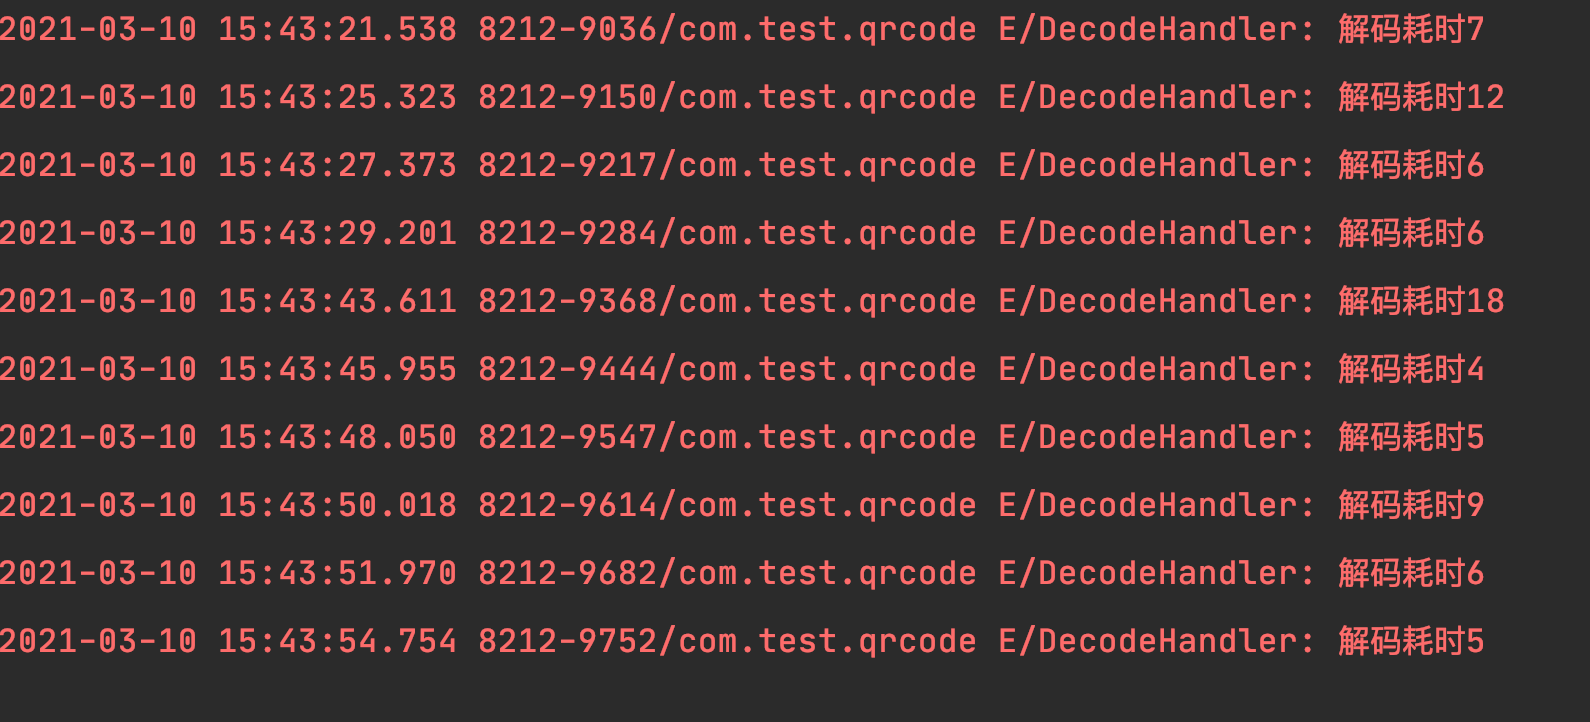 2021-03-10 15:43:21.538 8212-9036/com.test.qrcode E/DecodeHandler: 解码耗时7
2021-03-10 15:43:25.323 8212-9150/com.test.qrcode E/DecodeHandler: 解码耗时12
2021-03-10 15:43:27.373 8212-9217/com.test.qrcode E/DecodeHandler: 解码耗时6
2021-03-10 15:43:29.201 8212-9284/com.test.qrcode E/DecodeHandler: 解码耗时6
2021-03-10 15:43:43.611 8212-9368/com.test.qrcode E/DecodeHandler: 解码耗时18
2021-03-10 15:43:45.955 8212-9444/com.test.qrcode E/DecodeHandler: 解码耗时4
2021-03-10 15:43:48.050 8212-9547/com.test.qrcode E/DecodeHandler: 解码耗时5
2021-03-10 15:43:50.018 8212-9614/com.test.qrcode E/DecodeHandler: 解码耗时9
2021-03-10 15:43:51.970 8212-9682/com.test.qrcode E/DecodeHandler: 解码耗时6
2021-03-10 15:43:54.754 8212-9752/com.test.qrcode E/DecodeHandler: 解码耗时5